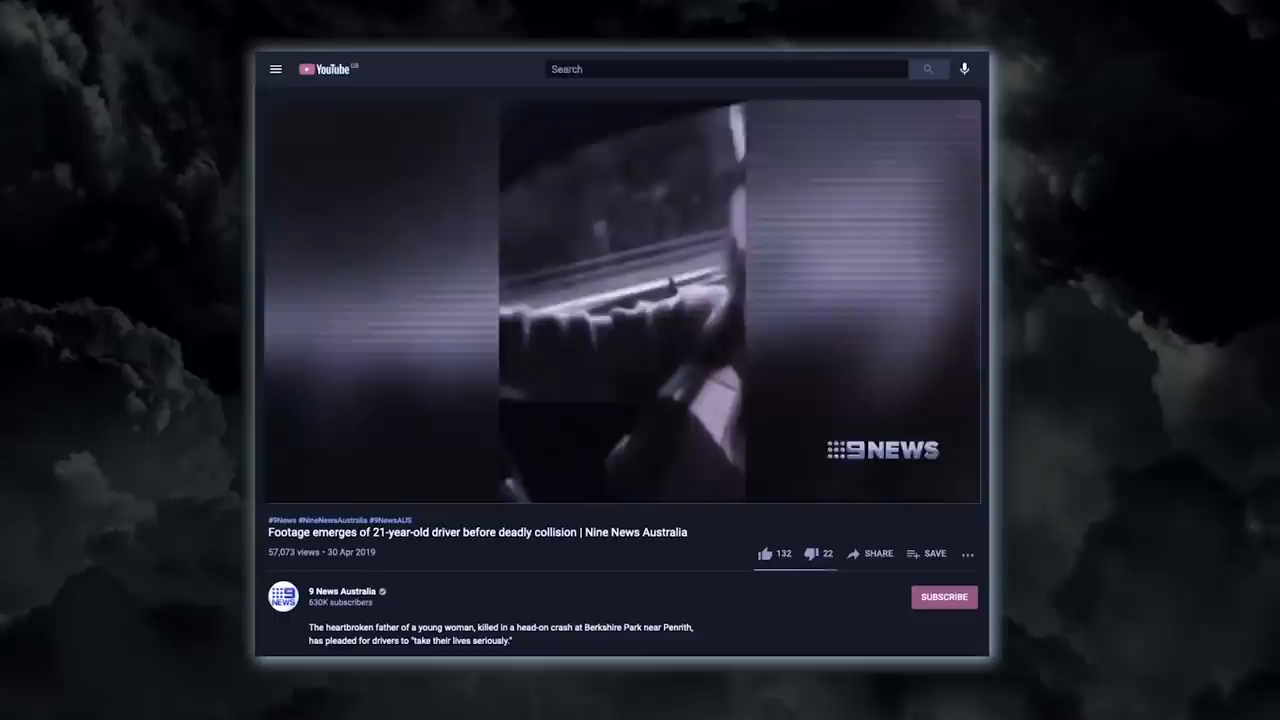 YouTube GB
Search
9NEWS
#9News #NineNewsAustralia #9NewsAUS
Footage emerges of 21-year-old driver before deadly collision | Nine News Australia
57,073 views • 30 Apr 2019
132 22 SHARE SAVE
9 NEWS
9 News Australia
630K subscribers
SUBSCRIBE
The heartbroken father of a young woman, killed in a head-on crash at Berkshire Park near Penrith,
has pleaded for drivers to "take their lives seriously."